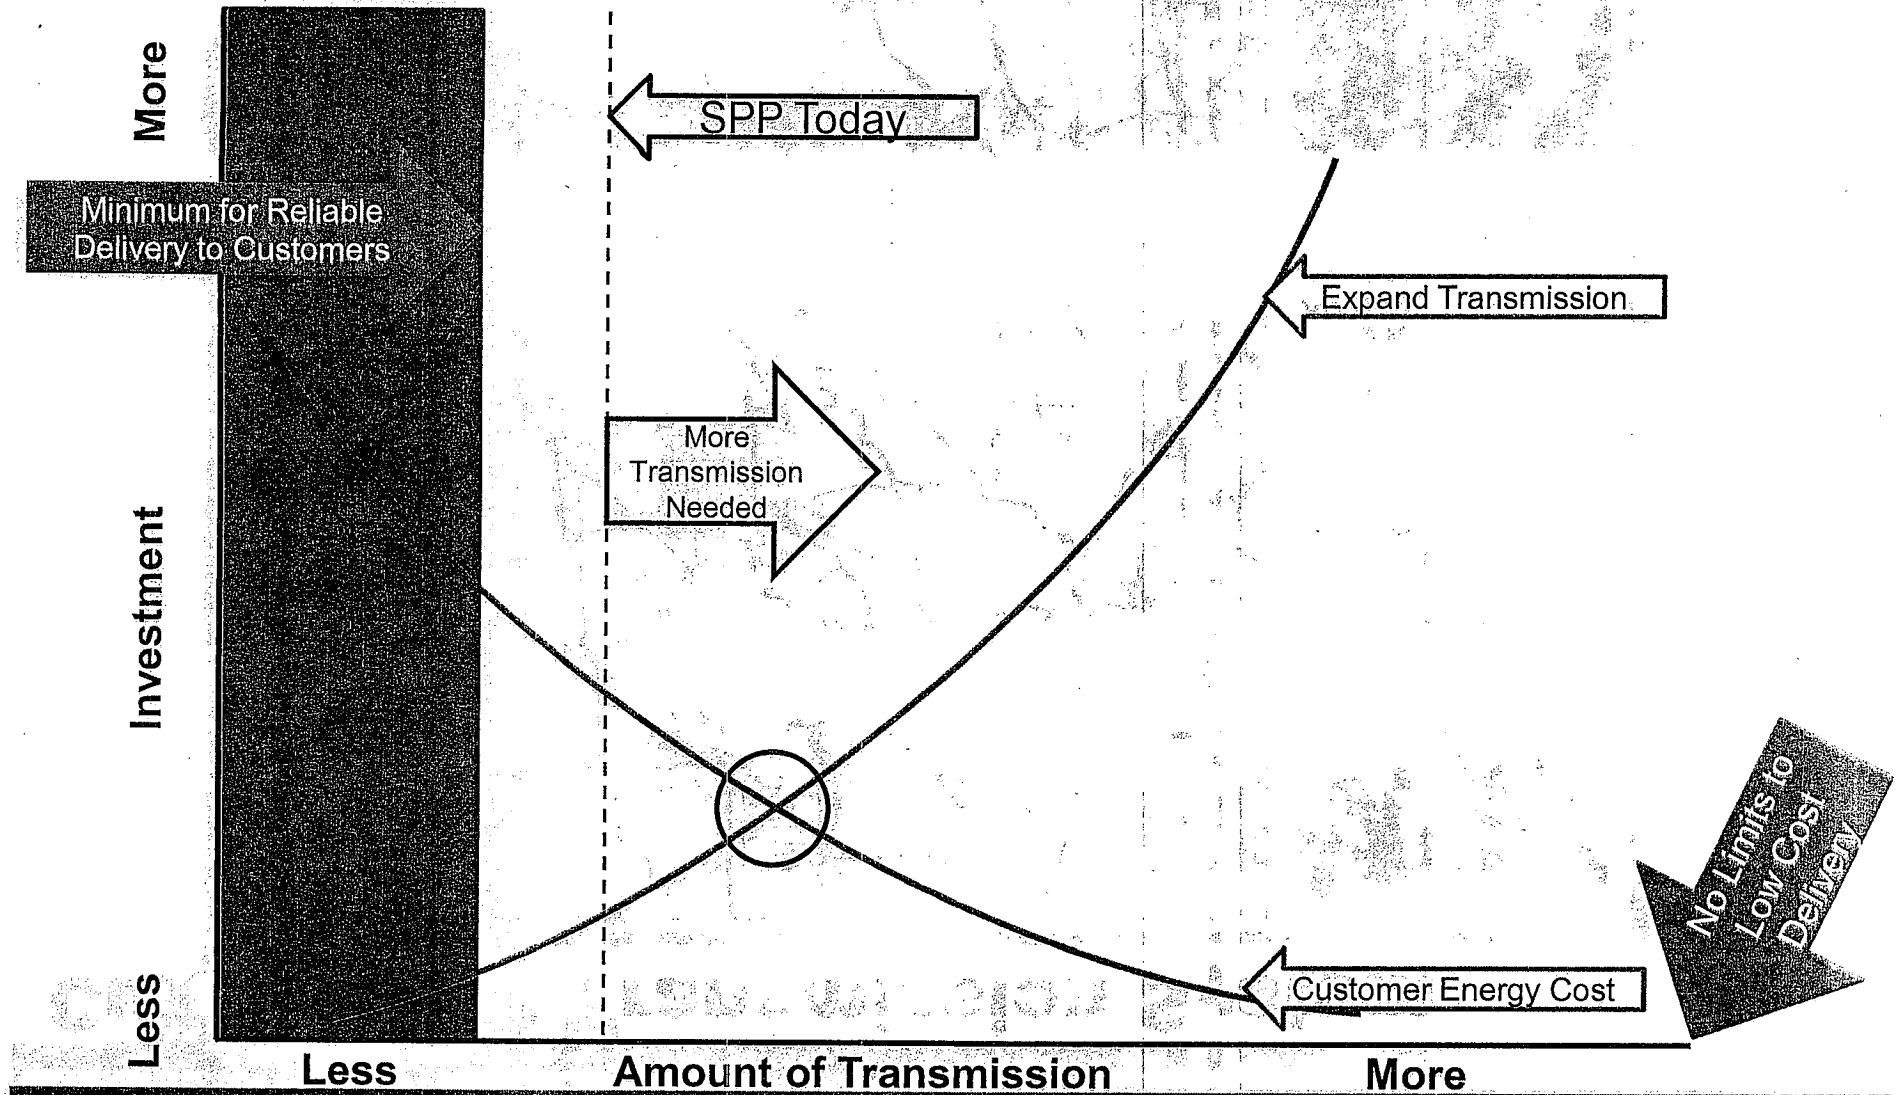 More
SPP Today
Minimum for Reliable
Delivery to Customers
Expand Transmission
More
Transmission
Needed
Investment
No Limits to
Low Cost
Delivery
Customer Energy Cost
Less
Less
Amount of Transmission
More